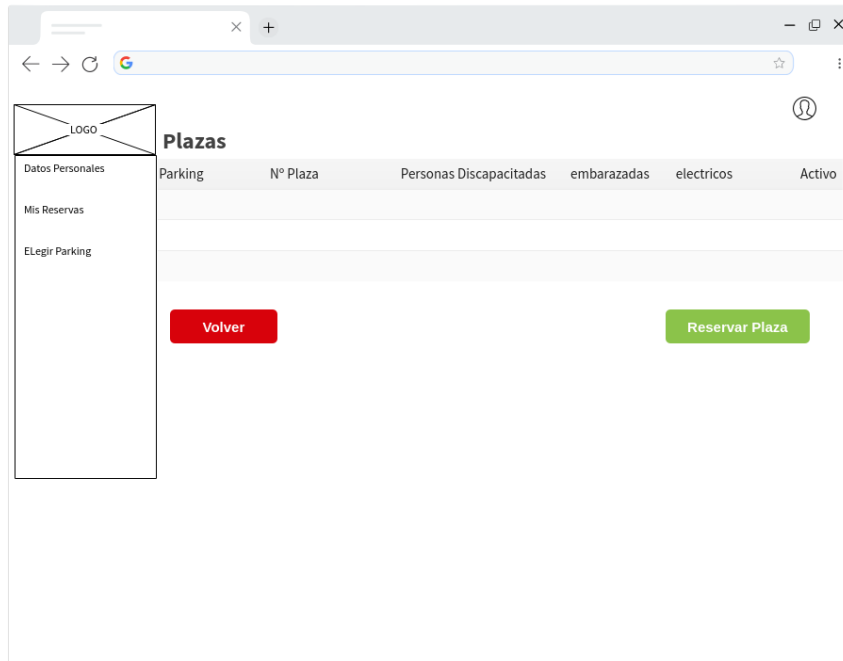 LOGO
Plazas
Datos Personales
Mis Reservas
ELegir Parking
Parking Nº Plaza Personas Discapacitadas embarazadas electricos Activo
Volver Reservar Plaza